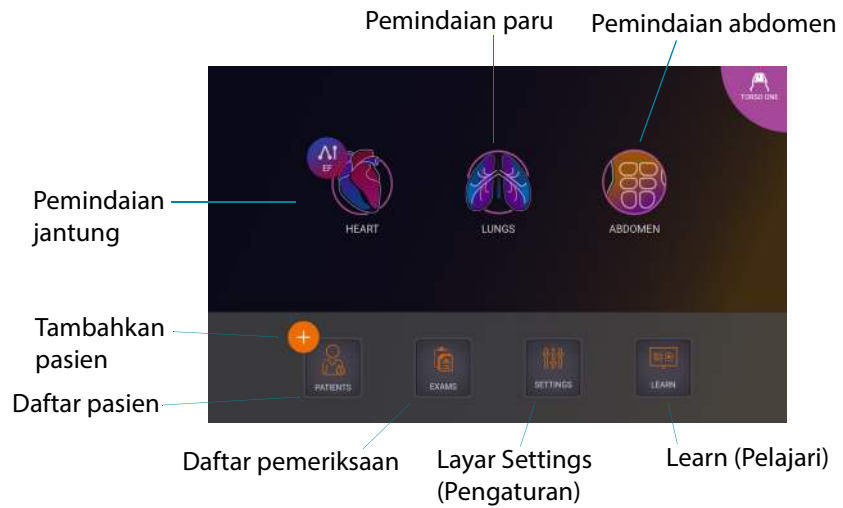 Pemindaian paru
Pemindaian abdomen
TORSO ONE
AI
EF
Pemindaian
jantung
HEART
LUNGS
ABDOMEN
Tambahkan
pasien
+
Daftar pasien
PATIENTS
EXAMS
SETTINGS
LEARN
Daftar pemeriksaan
Layar Settings
(Pengaturan)
Learn (Pelajari)